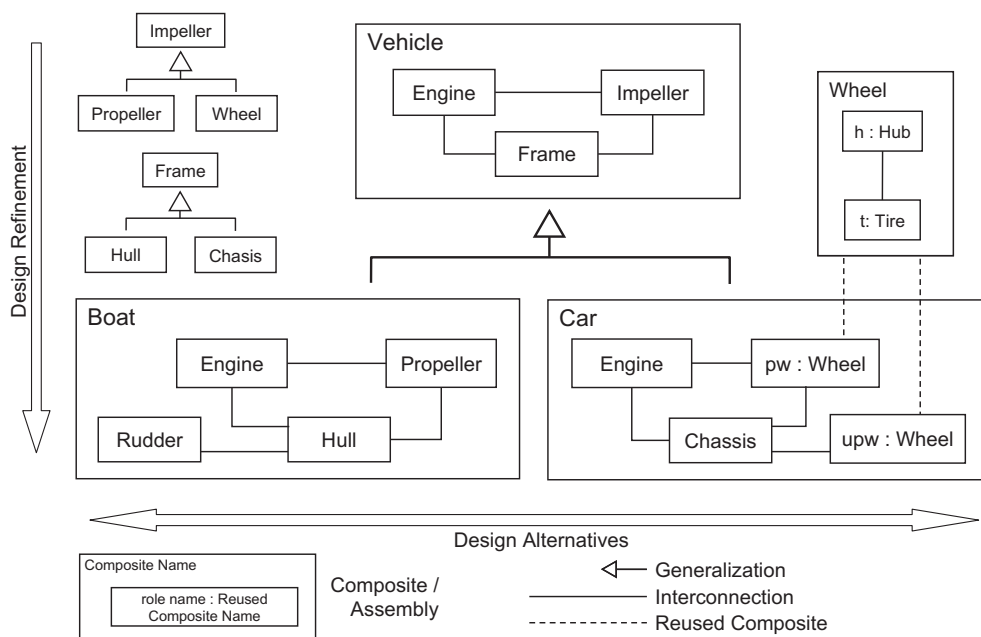 Impeller
Propeller
Wheel
Frame
Hull
Chasis
Design Refinement
Vehicle
Engine
Impeller
Frame
Wheel
h : Hub
t: Tire
Boat
Engine
Propeller
Rudder
Hull
Car
Engine
pw : Wheel
Chassis
upw : Wheel
Design Alternatives
Composite Name
role name : Reused
Composite Name
Composite /
Assembly
Generalization
Interconnection
Reused Composite